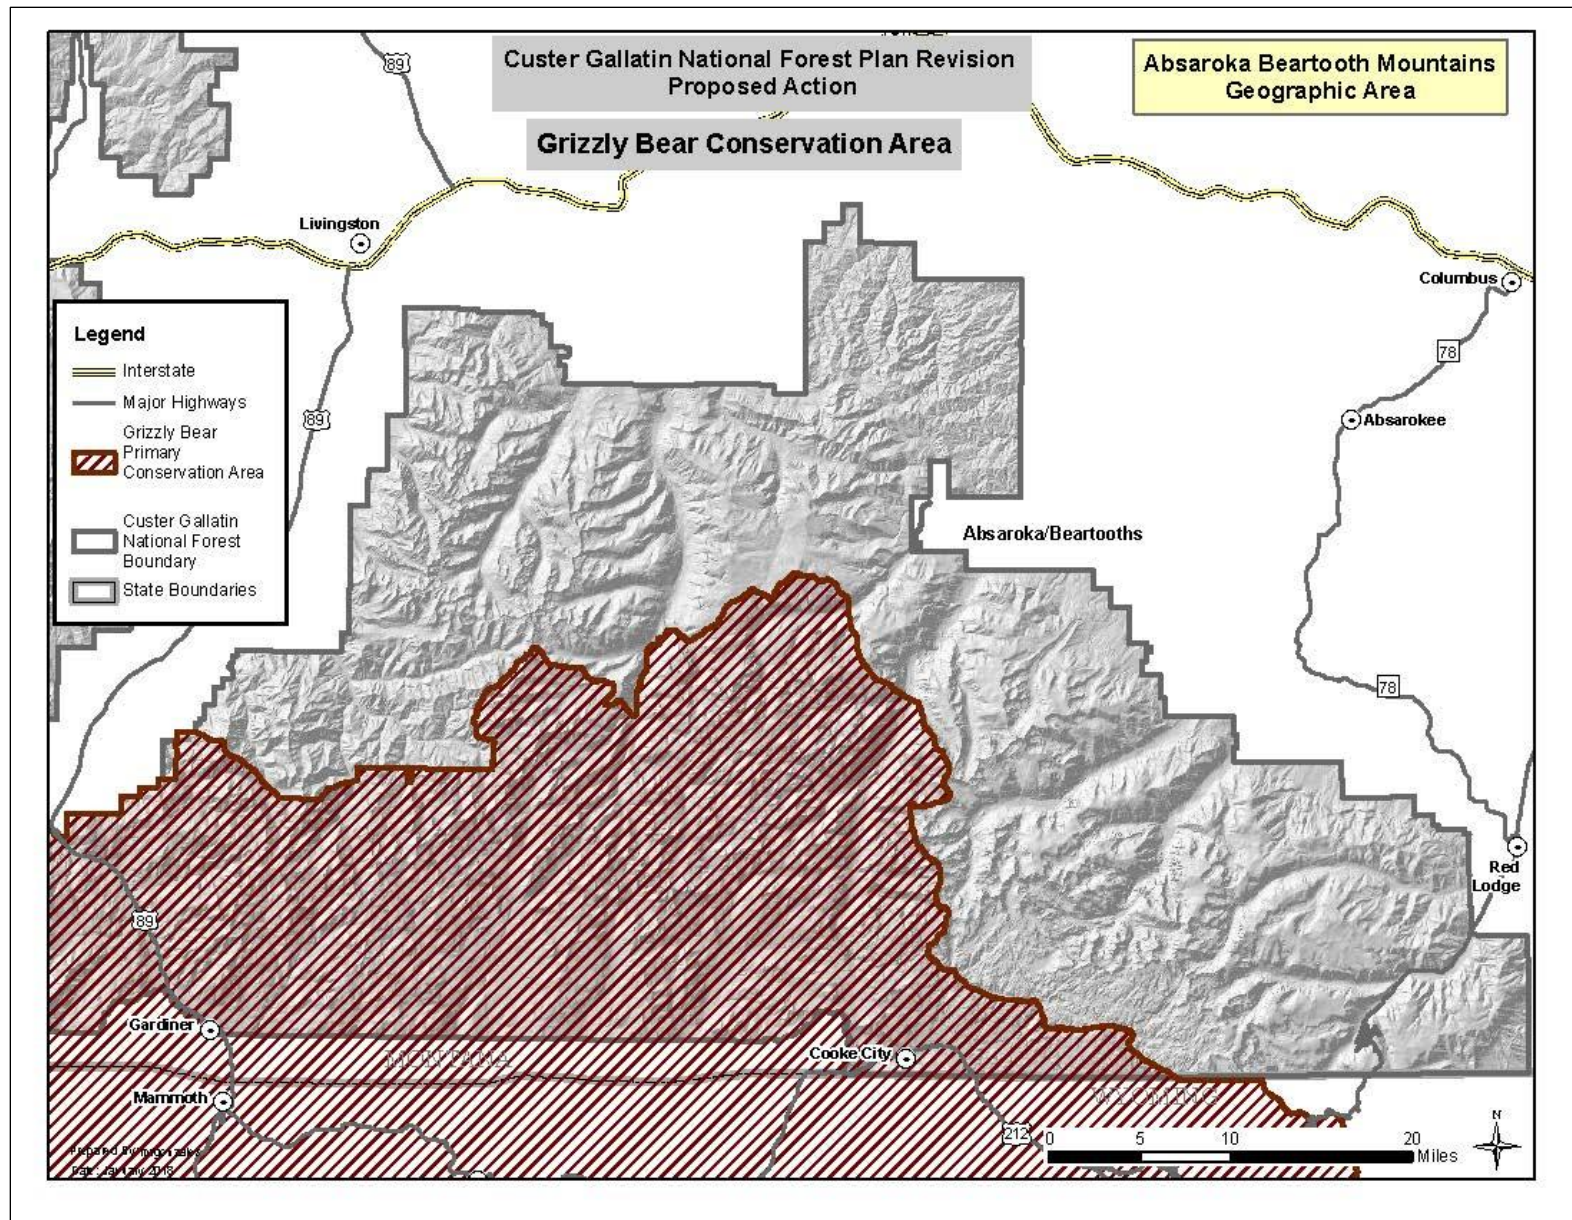 Custer Gallatin National Forest Plan Revision
Proposed Action
Absaroka Beartooth Mountains
Geographic Area
Grizzly Bear Conservation Area
89
Livingston
Columbus
Legend
Interstate
Major Highways
Grizzly Bear
Primary
Conservation Area
Custer Gallatin
National Forest
Boundary
State Boundaries
89
78
Absarokee
Absaroka/Beartooths
78
Red
Lodge
89
Gardiner
MONTANA
Cooke City
Mammoth
WYOMING
212
N
0 5 10 20
Miles
Date: January 2018